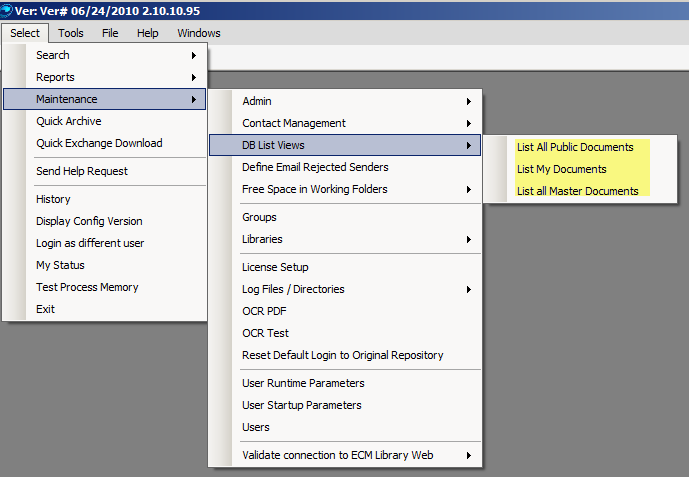 Ver: Ver# 06/24/2010 2.10.10.95
Select Tools File Help Windows
Search
Reports
Maintenance
Quick Archive
Quick Exchange Download
Send Help Request
History
Display Config Version
Login as different user
My Status
Test Process Memory
Exit
Admin
Contact Management
DB List Views
Define Email Rejected Senders
Free Space in Working Folders
Groups
Libraries
License Setup
Log Files / Directories
OCR PDF
OCR Test
Reset Default Login to Original Repository
User Runtime Parameters
User Startup Parameters
Users
Validate connection to ECM Library Web
List All Public Documents
List My Documents
List all Master Documents